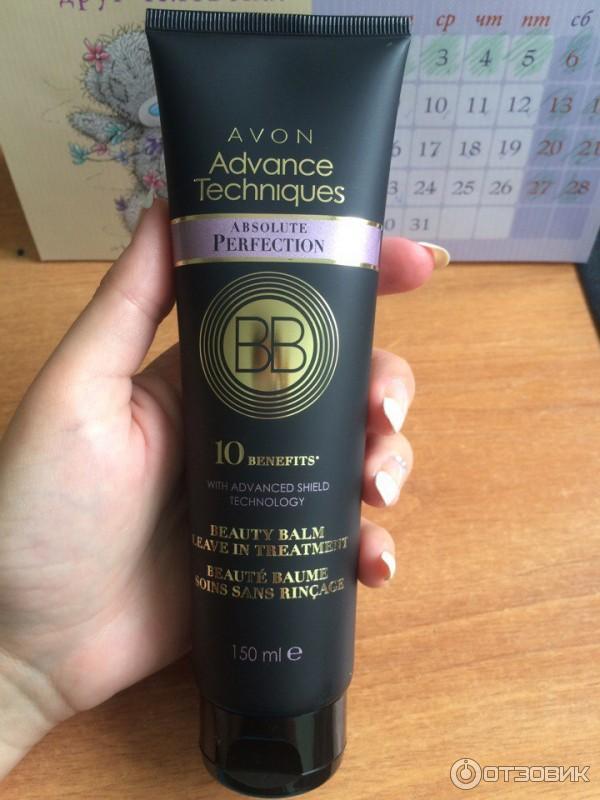 друг
ср чт пт сб
3 4 5 6
10 11 12 13
17 18 19 20 21
24 25 26 27 28
31
AVON
Advance
Techniques
ABSOLUTE
PERFECTION
BB
10 BENEFITS*
WITH ADVANCED SHIELD
TECHNOLOGY
BEAUTY BALM
LEAVE IN TREATMENT
BEAUTÉ BAUME
SOINS SANS RINÇAGE
150 ml e
ОТЗОВИК